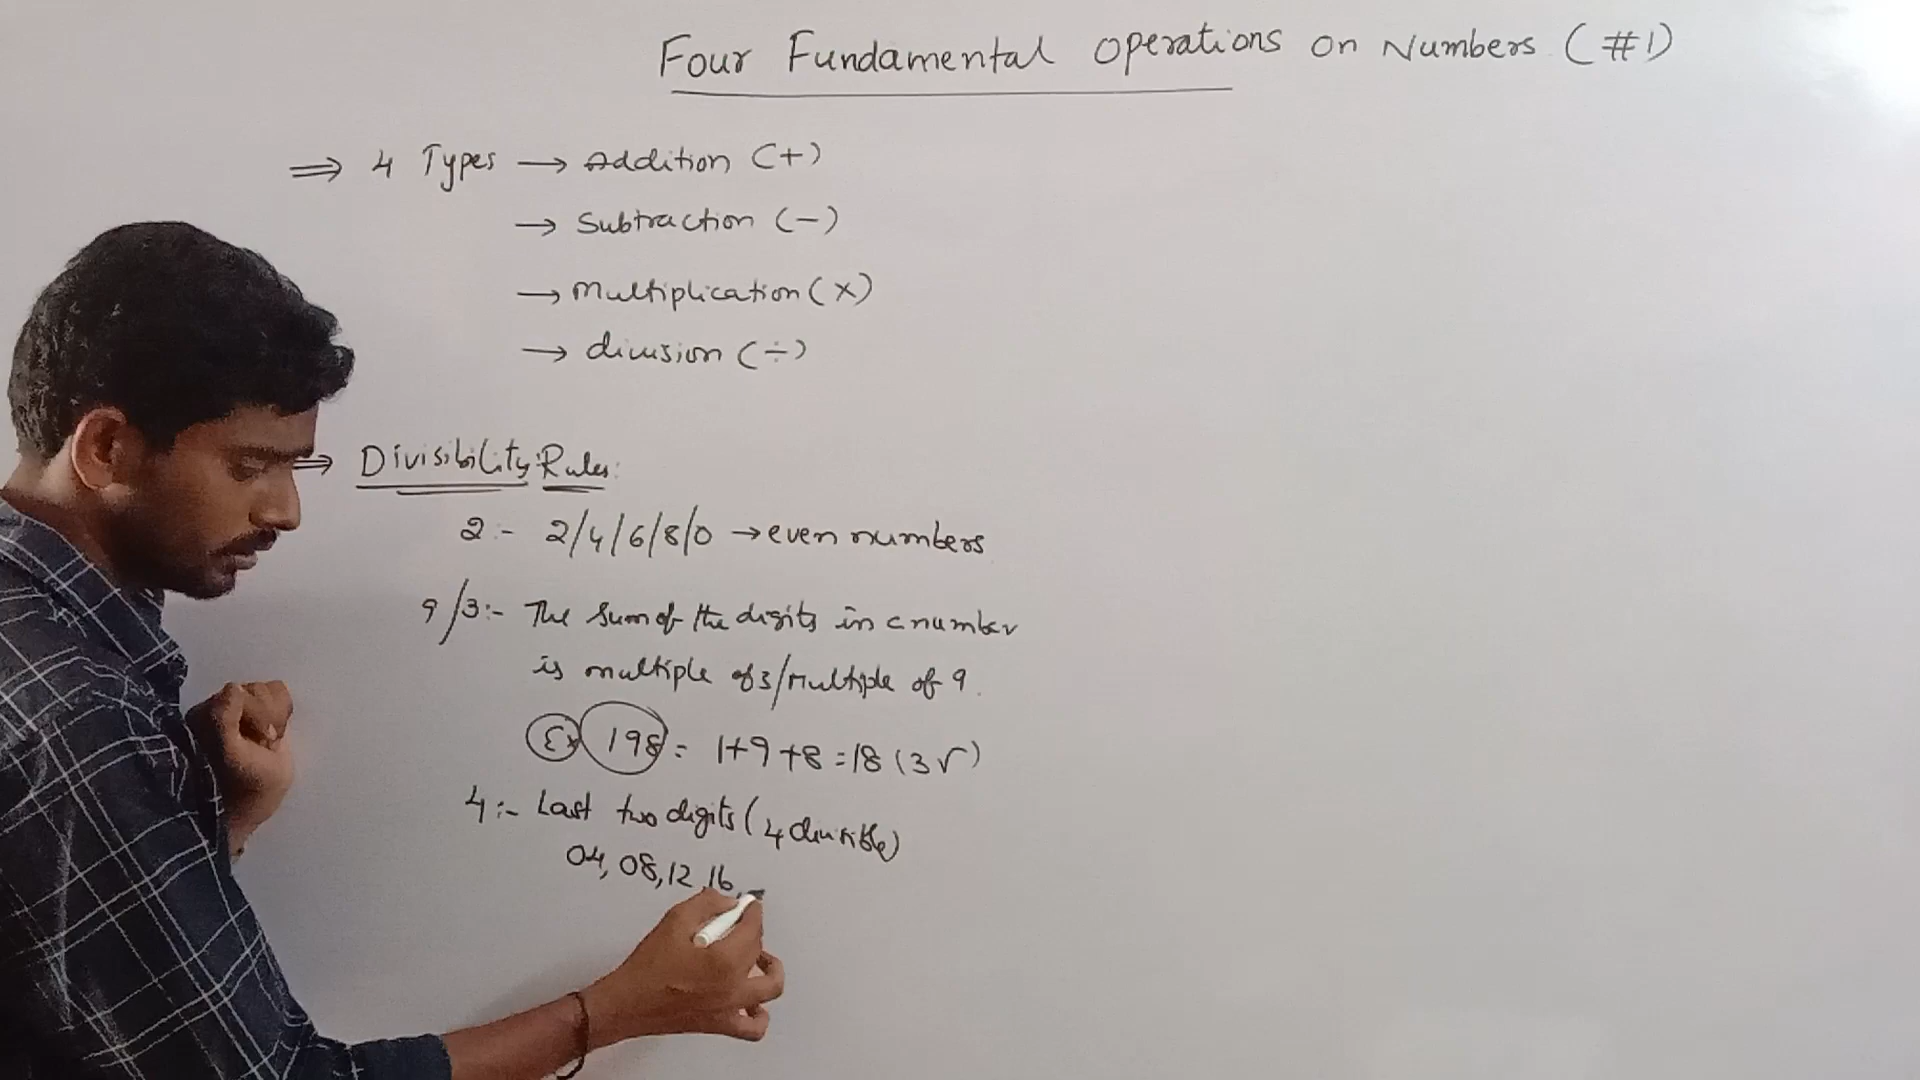 Four Fundamental Operations on Numbers (#1)
⇒ 4 Types → Addition (+)
→ Subtraction (-)
→ Multiplication (×)
→ division (÷)
⇒ Divisibility Rules:
2:- 2/4/6/8/0 → even numbers
9/3:- The Sum of the digits in a number
is multiple of 3/multiple of 9.
Ex 198 = 1+9+8=18 (3✓)
4:- Last two digits (4 divisible)
04, 08, 12, 16,